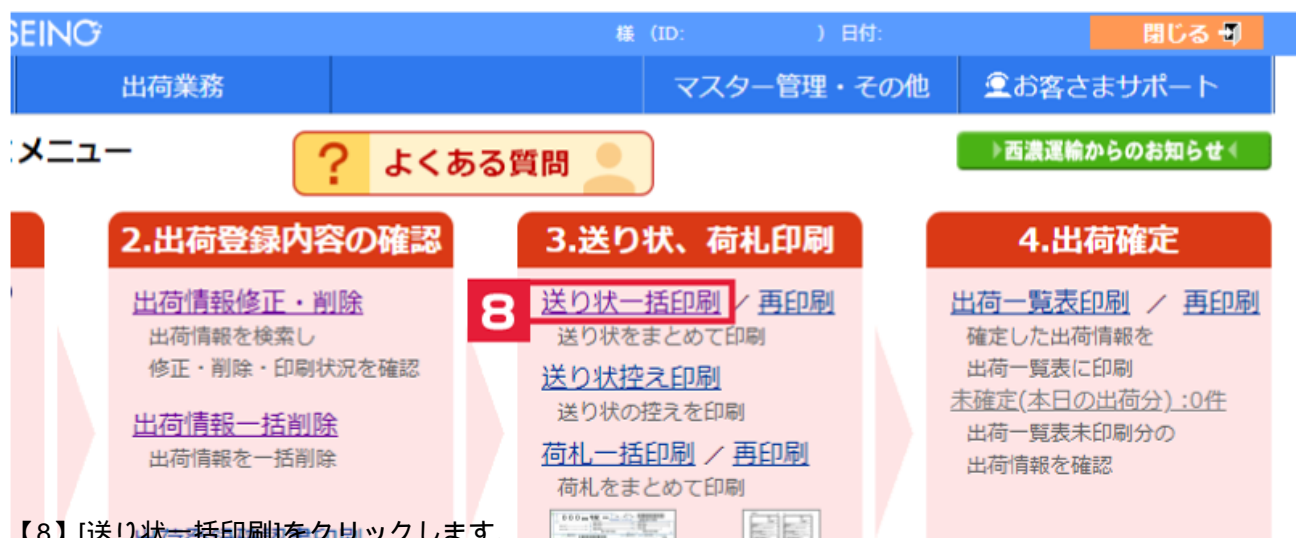 SEINO
様 (ID: ) 日付:
閉じる
出荷業務
マスター管理・その他
お客さまサポート
メニュー
? よくある質問
西濃運輸からのお知らせ
2.出荷登録内容の確認
出荷情報修正・削除
出荷情報を検索し
修正・削除・印刷状況を確認
出荷情報一括削除
出荷情報を一括削除
3.送り状、荷札印刷
8
送り状一括印刷 / 再印刷
送り状をまとめて印刷
送り状控え印刷
送り状の控えを印刷
荷札一括印刷 / 再印刷
荷札をまとめて印刷
4.出荷確定
出荷一覧表印刷 / 再印刷
確定した出荷情報を
出荷一覧表に印刷
未確定(本日の出荷分) :0件
出荷一覧表未印刷分の
出荷情報を確認
【8】[送り状一括印刷]をクリックします